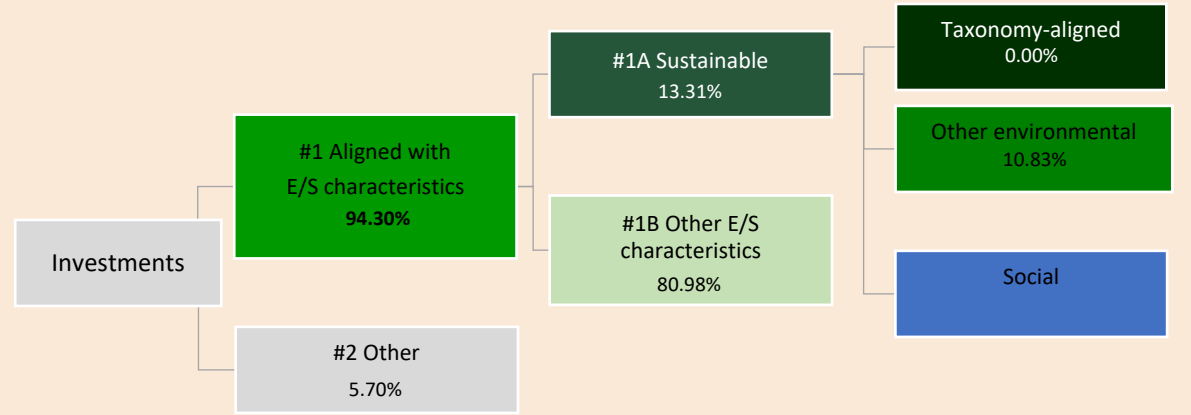 Investments
#1 Aligned with
E/S characteristics
94.30%
#2 Other
5.70%
#1A Sustainable
13.31%
#1B Other E/S
characteristics
80.98%
Taxonomy-aligned
0.00%
Other environmental
10.83%
Social